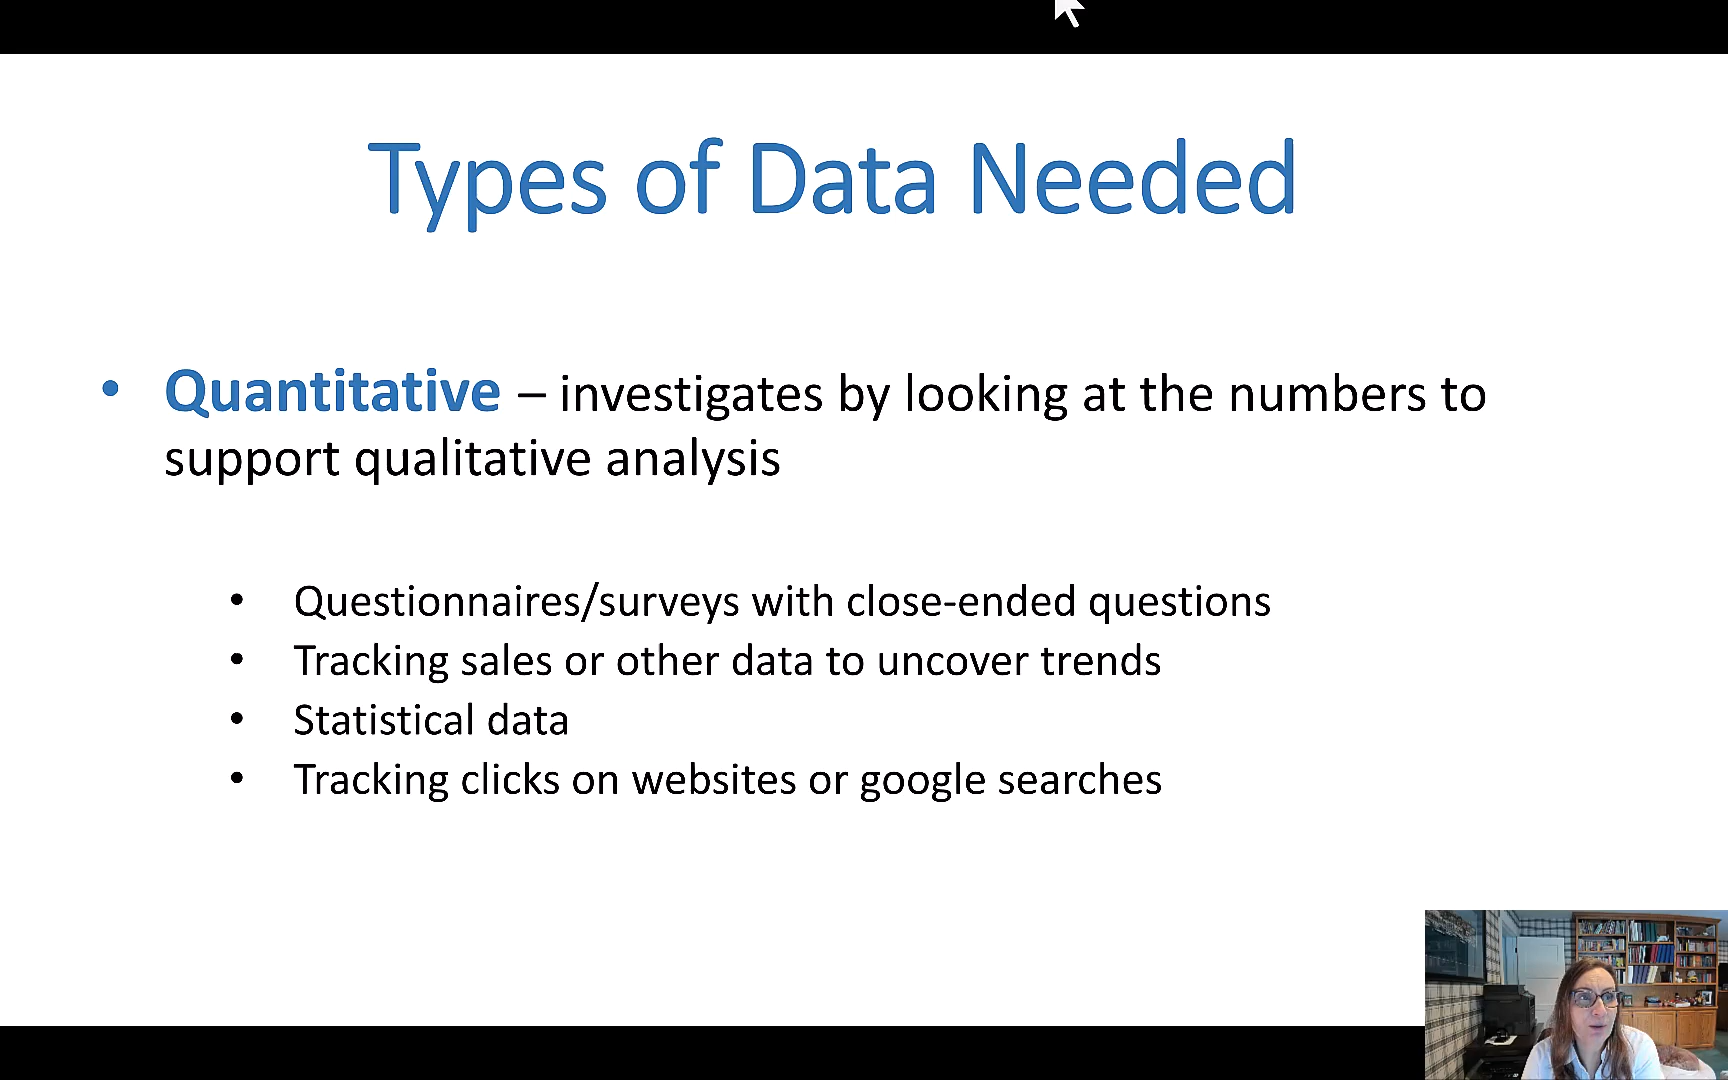 Types of Data Needed
• Quantitative – investigates by looking at the numbers to
support qualitative analysis
• Questionnaires/surveys with close-ended questions
• Tracking sales or other data to uncover trends
• Statistical data
• Tracking clicks on websites or google searches